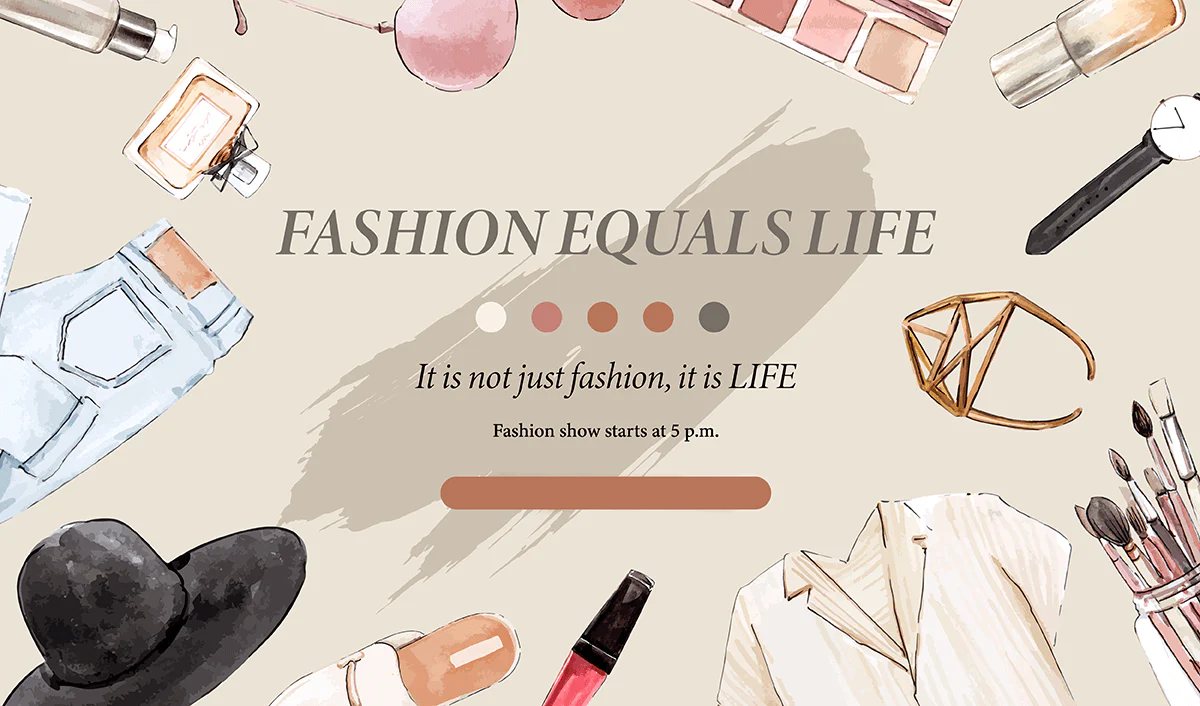 FASHION EQUALS LIFE
It is not just fashion, it is LIFE
Fashion show starts at 5 p.m.